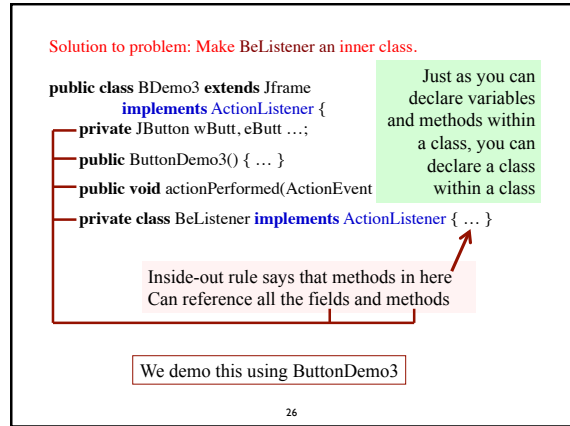 Solution to problem: Make BeListener an inner class.
public class BDemo3 extends Jframe
implements ActionListener {
private JButton wButt, eButt …;
public ButtonDemo3() { … }
public void actionPerformed(ActionEvent
private class BeListener implements ActionListener { … }
Just as you can
declare variables
and methods within
a class, you can
declare a class
within a class
Inside-out rule says that methods in here
Can reference all the fields and methods
We demo this using ButtonDemo3
26